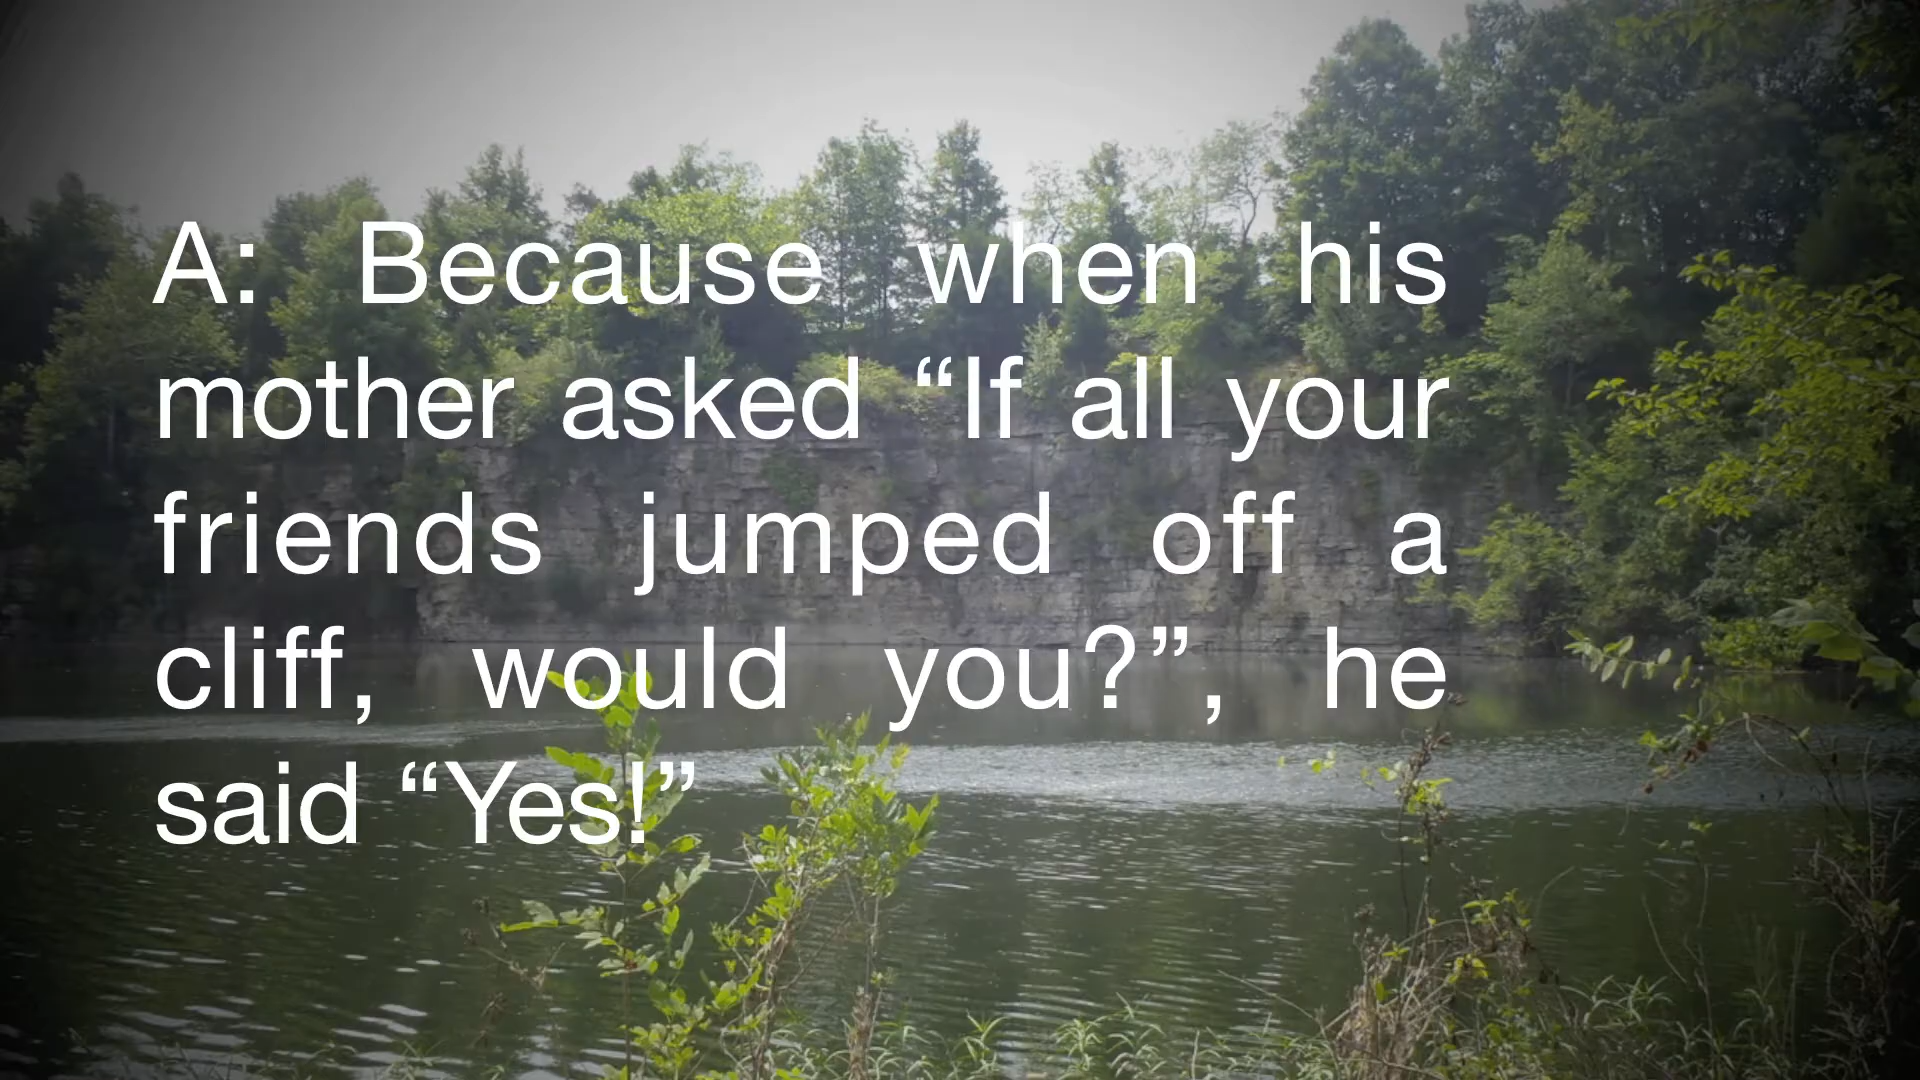 A: Because when his
mother asked “If all your
friends jumped off a
cliff, would you?”, he
said “Yes!”